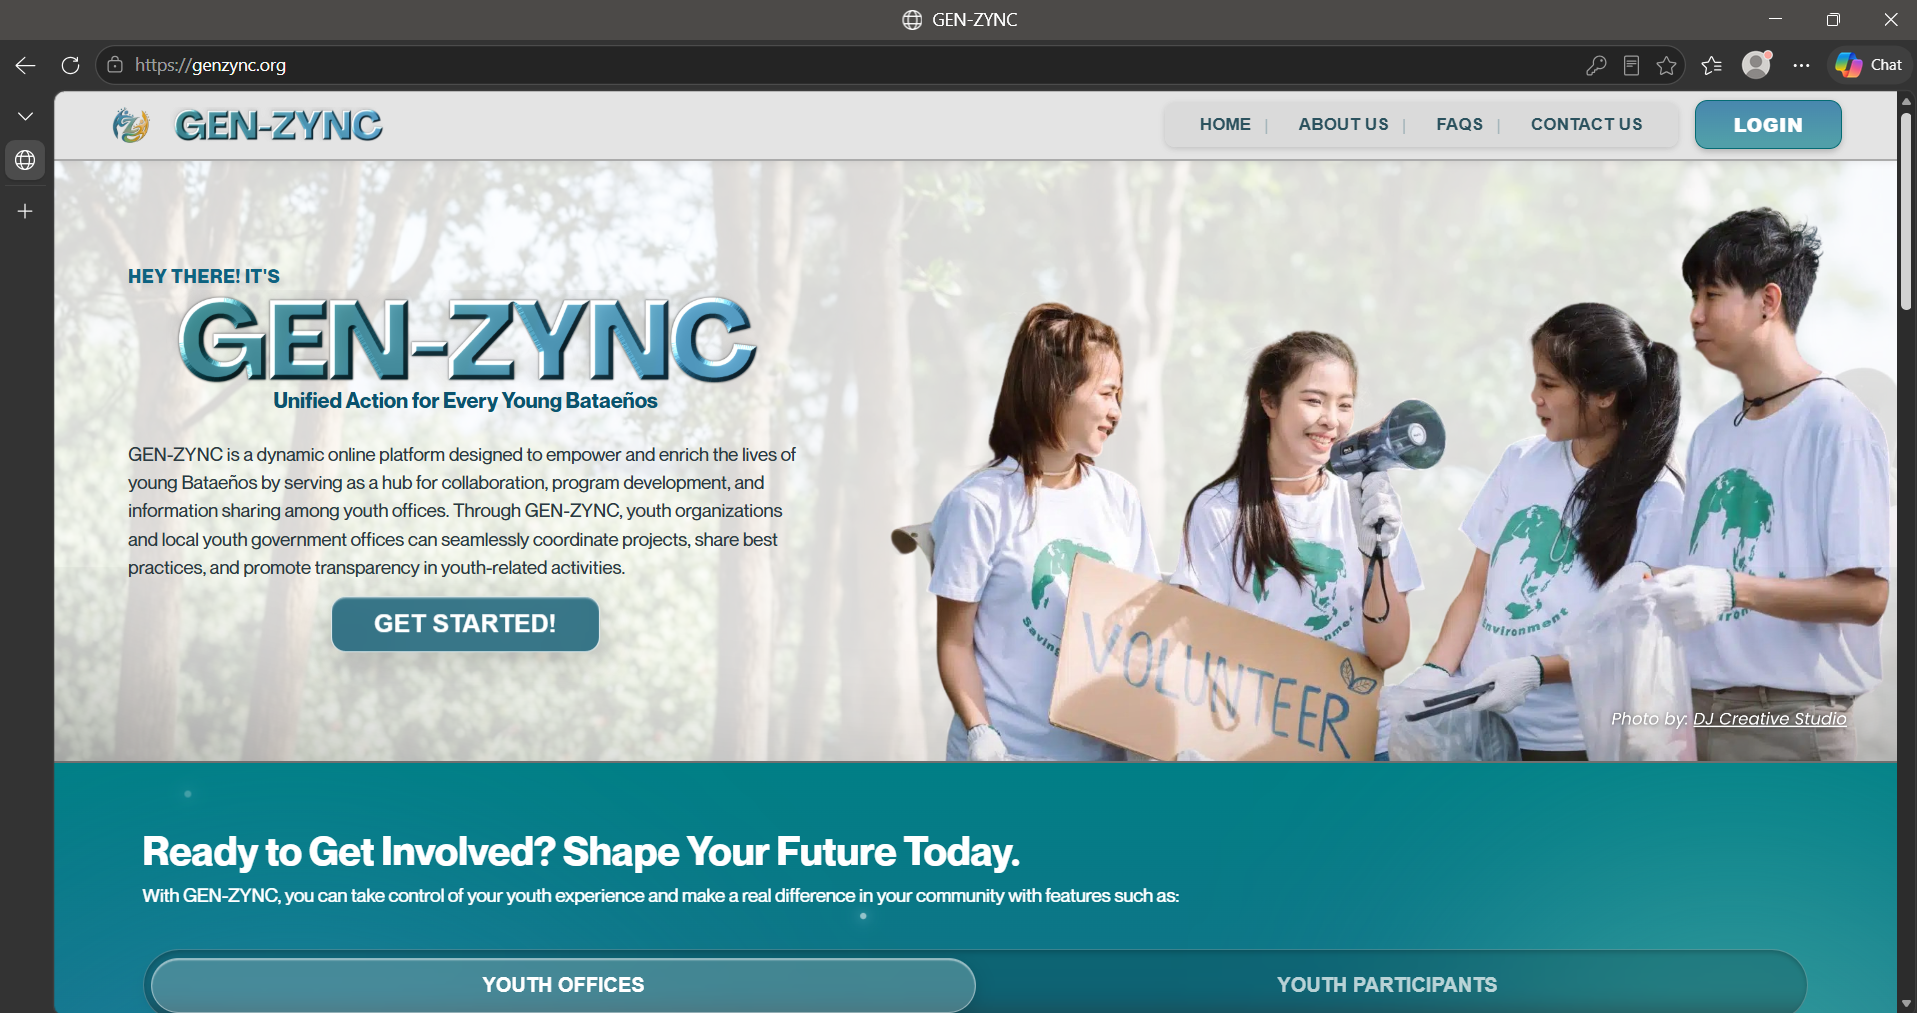 GEN-ZYNC
https://genzync.org
Chat
GEN-ZYNC
HOME | ABOUT US | FAQS | CONTACT US
LOGIN
HEY THERE! IT'S
GEN-ZYNC
Unified Action for Every Young Bataeños
GEN-ZYNC is a dynamic online platform designed to empower and enrich the lives of
young Bataeños by serving as a hub for collaboration, program development, and
information sharing among youth offices. Through GEN-ZYNC, youth organizations
and local youth government offices can seamlessly coordinate projects, share best
practices, and promote transparency in youth-related activities.
GET STARTED!
VOLUNTEER
Saving
Environment
Photo by: DJ Creative Studio
Ready to Get Involved? Shape Your Future Today.
With GEN-ZYNC, you can take control of your youth experience and make a real difference in your community with features such as:
YOUTH OFFICES
YOUTH PARTICIPANTS